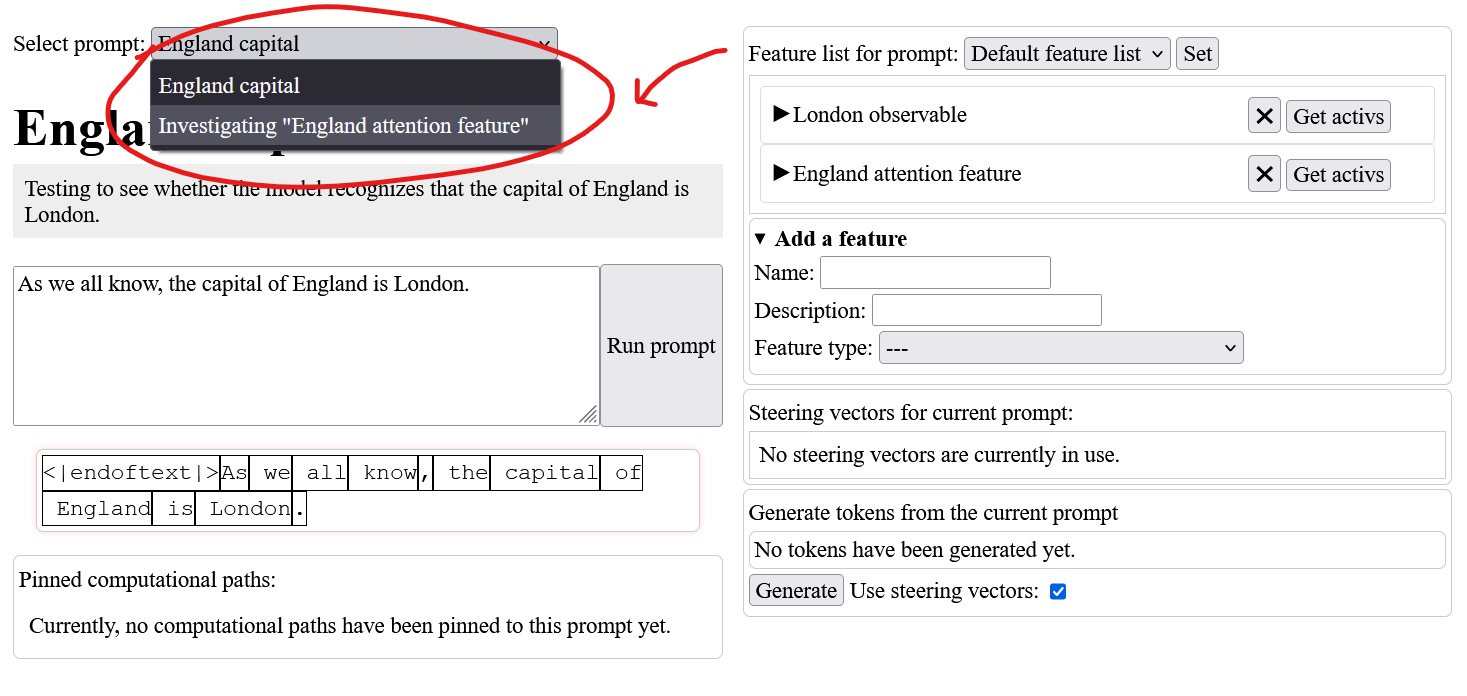 Select prompt: England capital
England capital
Investigating "England attention feature"
Testing to see whether the model recognizes that the capital of England is
London.
As we all know, the capital of England is London.
Run prompt
<|endoftext|>As we all know, the capital of
England is London.
Pinned computational paths:
Currently, no computational paths have been pinned to this prompt yet.
Feature list for prompt: Default feature list Set
▶London observable ✕ Get activs
▶England attention feature ✕ Get activs
▼ Add a feature
Name:
Description:
Feature type: ---
Steering vectors for current prompt:
No steering vectors are currently in use.
Generate tokens from the current prompt
No tokens have been generated yet.
Generate Use steering vectors: